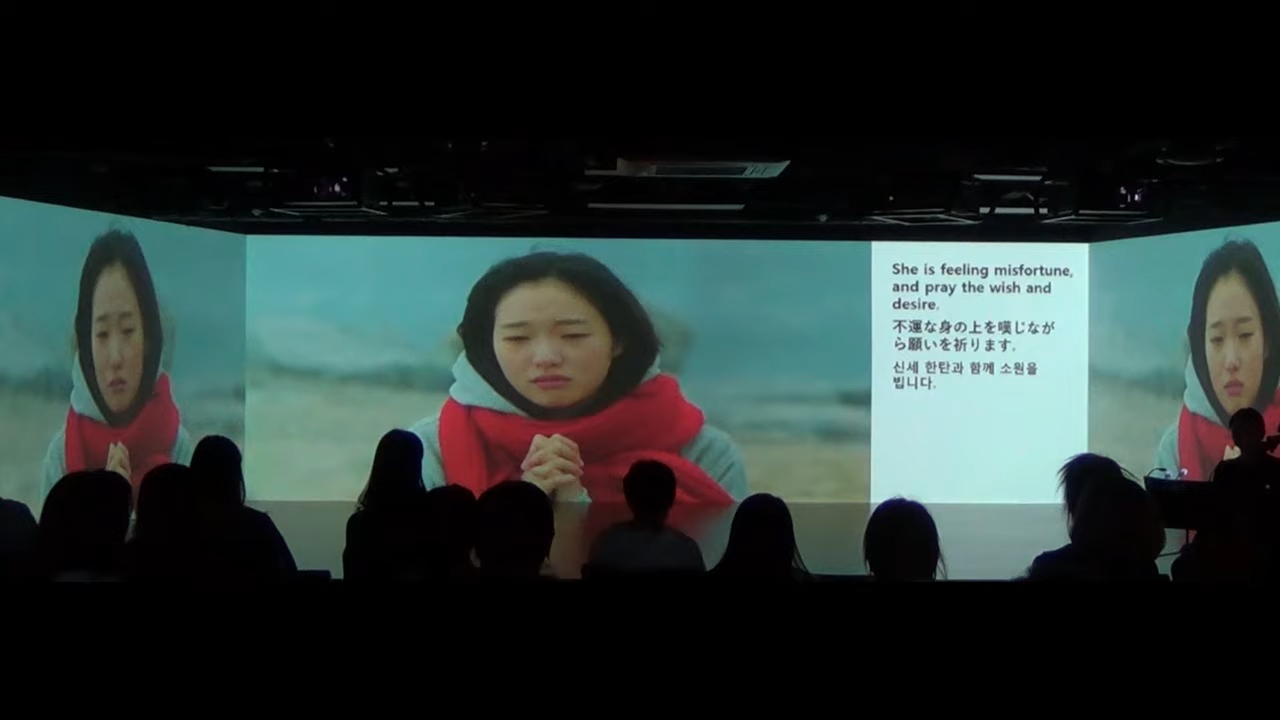 She is feeling misfortune,
and pray the wish and
desire.
不運な身の上を嘆じなが
ら願いを祈ります.
신세 한탄과 함께 소원을
빕니다.